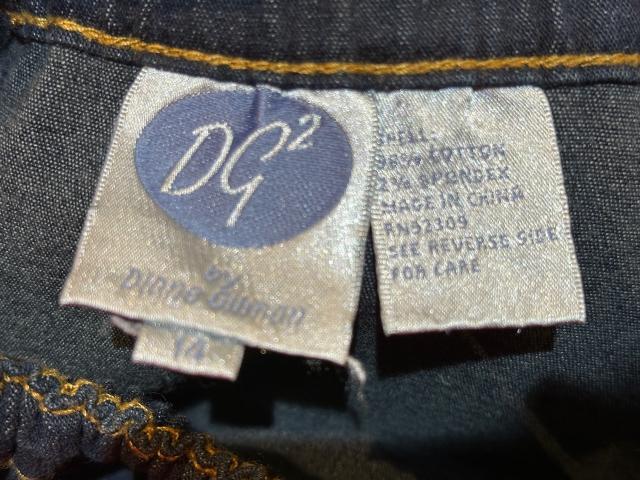 DG2
by
Diane Gilman
14
SHELL:
98% COTTON
2% SPANDEX
MADE IN CHINA
RN52309
SEE REVERSE SIDE
FOR CARE